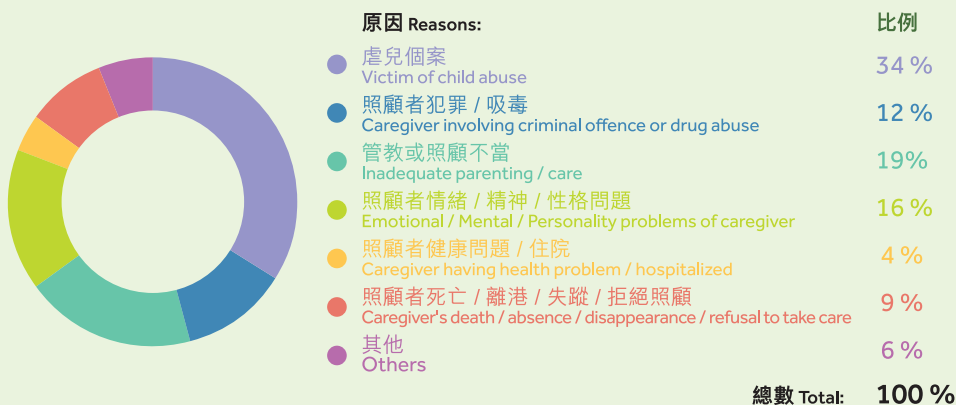 原因 Reasons: 比例
虐兒個案 34 %
Victim of child abuse
照顧者犯罪 / 吸毒 12 %
Caregiver involving criminal offence or drug abuse
管教或照顧不當 19%
Inadequate parenting / care
照顧者情緒 / 精神 / 性格問題 16 %
Emotional / Mental / Personality problems of caregiver
照顧者健康問題 / 住院 4 %
Caregiver having health problem / hospitalized
照顧者死亡 / 離港 / 失蹤 / 拒絕照顧 9 %
Caregiver's death / absence / disappearance / refusal to take care
其他 6 %
Others
總數 Total: 100 %